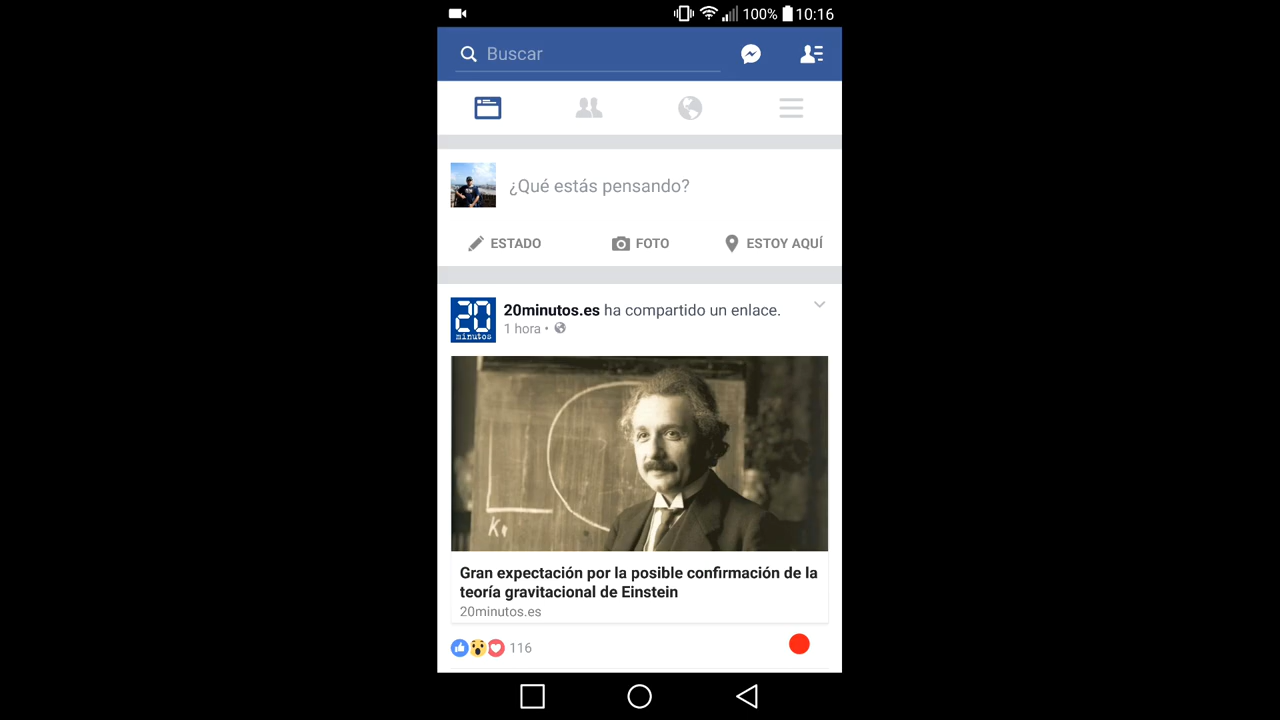 100% 10:16
Buscar
¿Qué estás pensando?
ESTADO FOTO ESTOY AQUÍ
20 minutos
20minutos.es ha compartido un enlace.
1 hora •
K
Gran expectación por la posible confirmación de la
teoría gravitacional de Einstein
20minutos.es
116